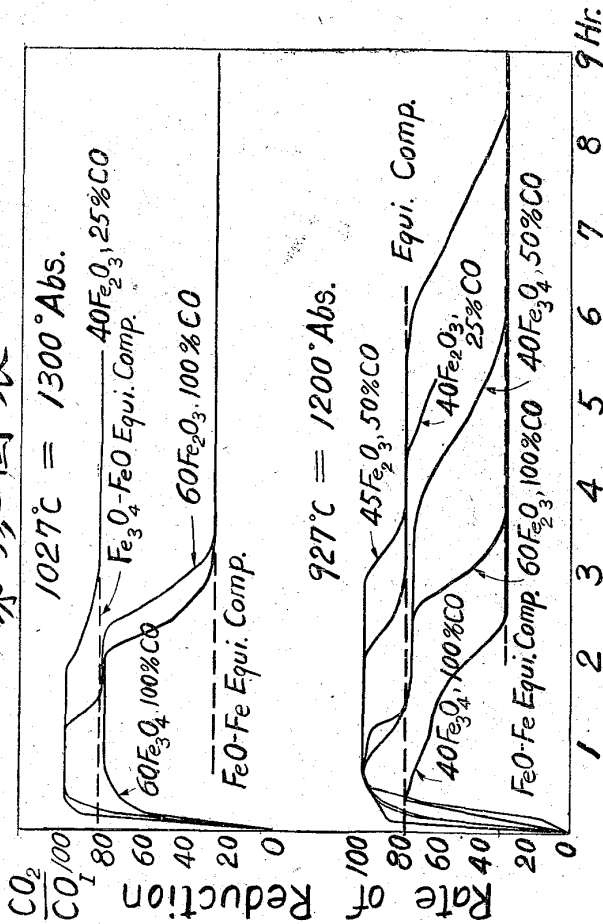 CO₂
CO_I
100
80
60
40
20
0
1027°C = 1300°Abs.
40Fe₂O₃, 25%CO
Fe₃O₄-FeO Equi. Comp.
60Fe₂O₃. 100%CO
60Fe₃O₄ 100%CO
FeO-Fe Equi. Comp.
Rate of Reduction
100
80
60
40
20
0
927°C = 1200°Abs.
45Fe₂O₃, 50%CO
Equi. Comp.
40Fe₂O₃,
25%CO
40Fe₃O₄, 50%CO
60Fe₂O₃, 100%CO
40Fe₃O₄, 100%CO
FeO-Fe Equi. Comp.
1 2 3 4 5 6 7 8 9 Hr.